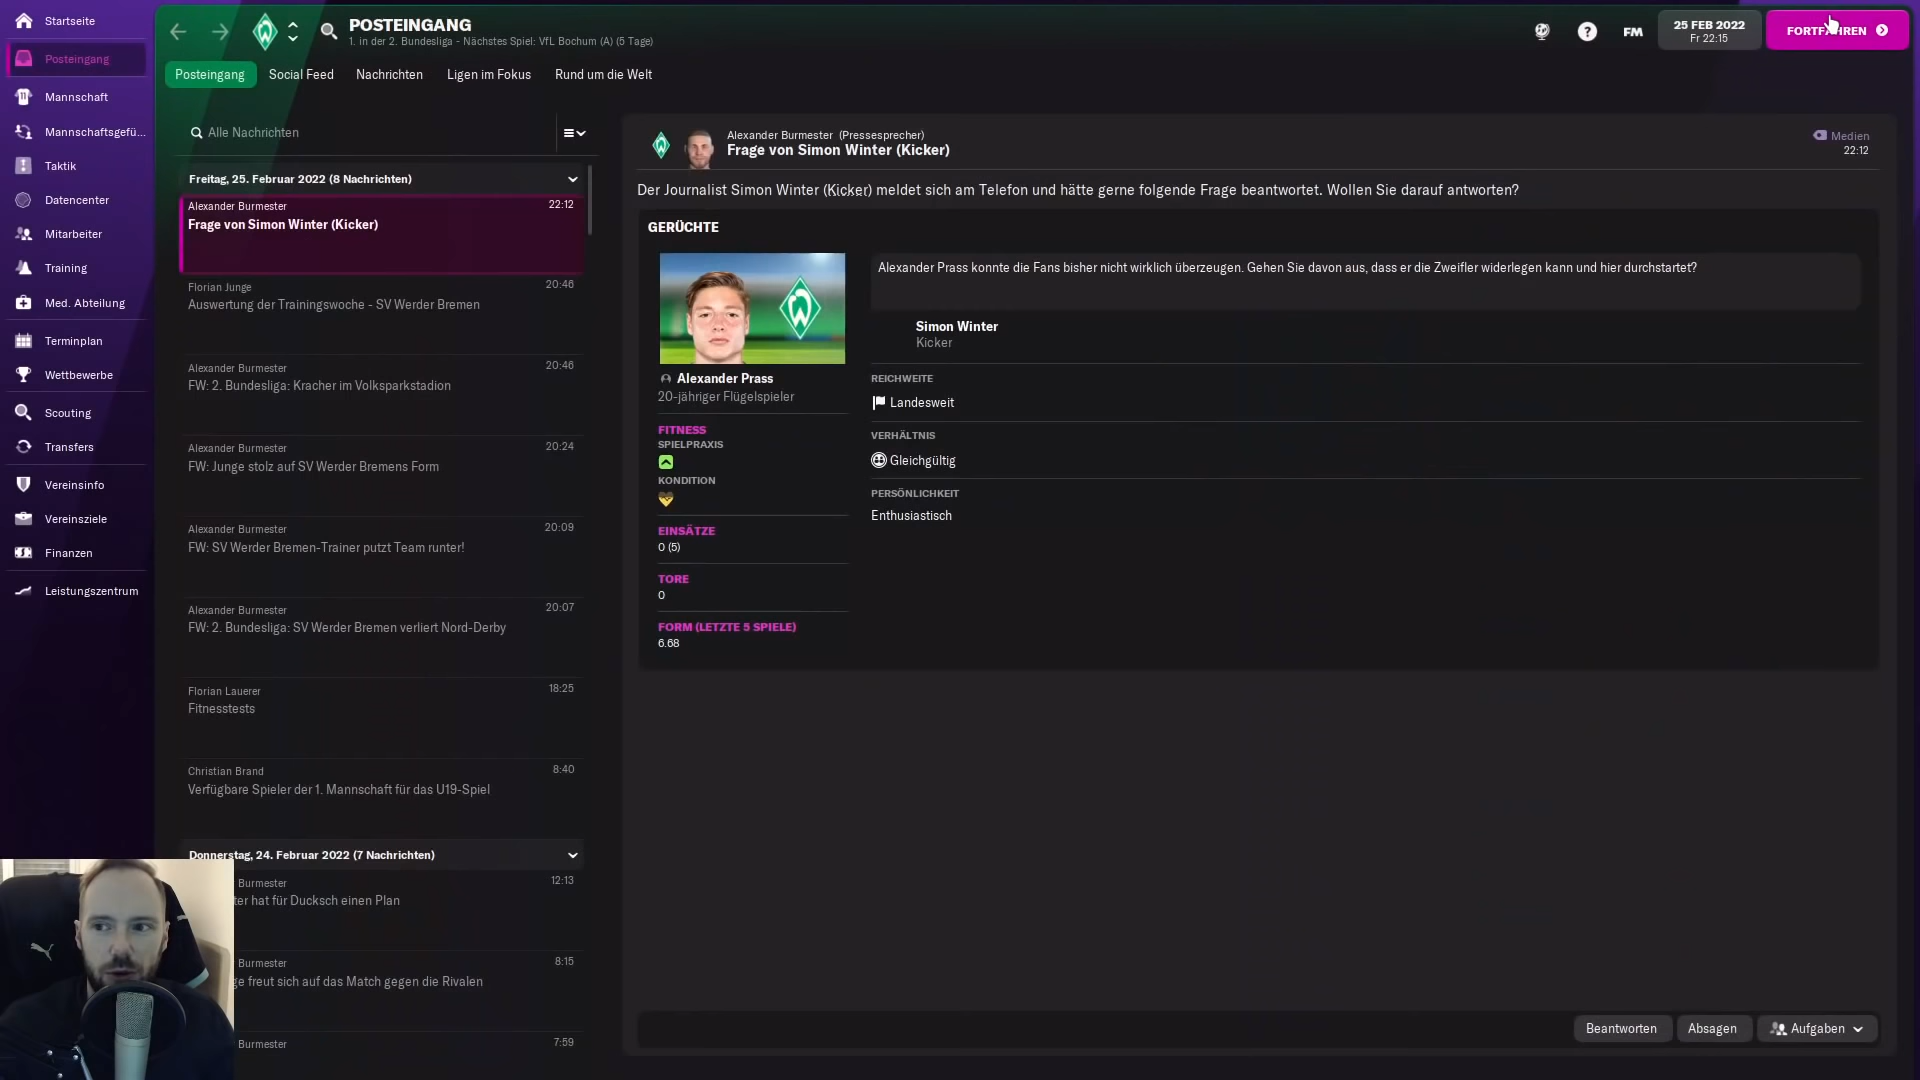 Startseite
Posteingang
Mannschaft
Mannschaftsgefü...
Taktik
Datencenter
Mitarbeiter
Training
Med. Abteilung
Terminplan
Wettbewerbe
Scouting
Transfers
Vereinsinfo
Vereinsziele
Finanzen
Leistungszentrum
POSTEINGANG
1. in der 2. Bundesliga - Nächstes Spiel: VfL Bochum (A) (5 Tage)
FM
25 FEB 2022
Fr 22:15
FORTFAHREN
Posteingang Social Feed Nachrichten Ligen im Fokus Rund um die Welt
Alle Nachrichten
Freitag, 25. Februar 2022 (8 Nachrichten)
Alexander Burmester 22:12
Frage von Simon Winter (Kicker)
Florian Junge 20:46
Auswertung der Trainingswoche - SV Werder Bremen
Alexander Burmester 20:46
FW: 2. Bundesliga: Kracher im Volksparkstadion
Alexander Burmester 20:24
FW: Junge stolz auf SV Werder Bremens Form
Alexander Burmester 20:09
FW: SV Werder Bremen-Trainer putzt Team runter!
Alexander Burmester 20:07
FW: 2. Bundesliga: SV Werder Bremen verliert Nord-Derby
Florian Lauerer 18:25
Fitnesstests
Christian Brand 8:40
Verfügbare Spieler der 1. Mannschaft für das U19-Spiel
Donnerstag, 24. Februar 2022 (7 Nachrichten)
Burmester 12:13
hat für Ducksch einen Plan
Burmester 8:15
freut sich auf das Match gegen die Rivalen
Burmester 7:59
Alexander Burmester (Pressesprecher)
Frage von Simon Winter (Kicker)
Medien
22:12
Der Journalist Simon Winter (Kicker) meldet sich am Telefon und hätte gerne folgende Frage beantwortet. Wollen Sie darauf antworten?
GERÜCHTE
Alexander Prass
20-jähriger Flügelspieler
FITNESS
SPIELPRAXIS
KONDITION
EINSÄTZE
0 (5)
TORE
0
FORM (LETZTE 5 SPIELE)
6.68
Alexander Prass konnte die Fans bisher nicht wirklich überzeugen. Gehen Sie davon aus, dass er die Zweifler widerlegen kann und hier durchstartet?
Simon Winter
Kicker
REICHWEITE
Landesweit
VERHÄLTNIS
Gleichgültig
PERSÖNLICHKEIT
Enthusiastisch
Beantworten Absagen Aufgaben